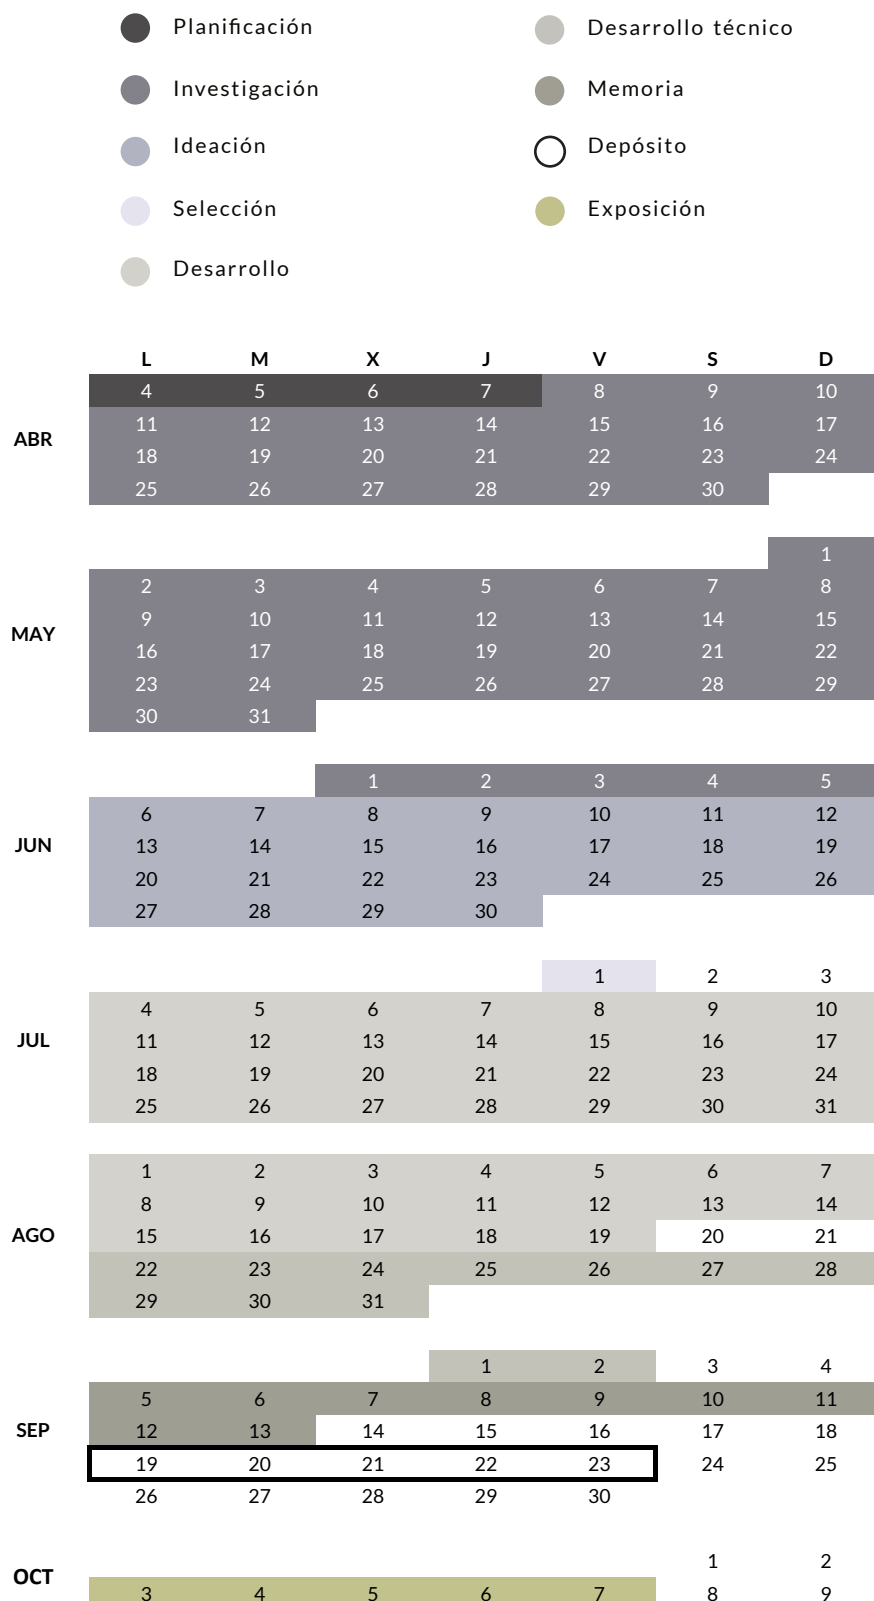 Planificación
Desarrollo técnico
Investigación
Memoria
Ideación
Depósito
Selección
Exposición
Desarrollo
L M X J V S D
ABR
4 5 6 7 8 9 10
11 12 13 14 15 16 17
18 19 20 21 22 23 24
25 26 27 28 29 30
MAY
1
2 3 4 5 6 7 8
9 10 11 12 13 14 15
16 17 18 19 20 21 22
23 24 25 26 27 28 29
30 31
JUN
1 2 3 4 5
6 7 8 9 10 11 12
13 14 15 16 17 18 19
20 21 22 23 24 25 26
27 28 29 30
JUL
1 2 3
4 5 6 7 8 9 10
11 12 13 14 15 16 17
18 19 20 21 22 23 24
25 26 27 28 29 30 31
AGO
1 2 3 4 5 6 7
8 9 10 11 12 13 14
15 16 17 18 19 20 21
22 23 24 25 26 27 28
29 30 31
SEP
1 2 3 4
5 6 7 8 9 10 11
12 13 14 15 16 17 18
19 20 21 22 23 24 25
26 27 28 29 30
OCT
1 2
3 4 5 6 7 8 9